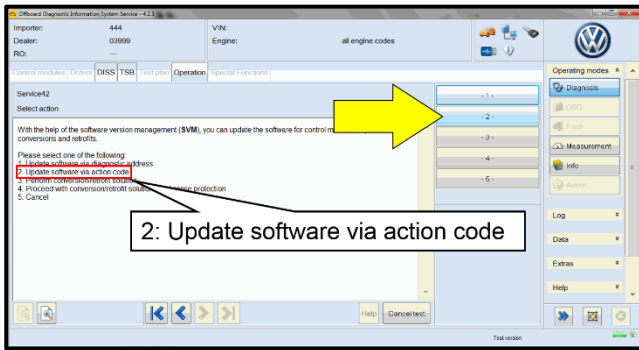 Offboard Diagnostic Information System Service - 4.2.3
Importer: 444 VIN:
Dealer: 03999 Engine: all engine codes
RO: ---
Control modules Orders DISS TSB Test plan Operation Special Functions
Operating modes
Service42
Select action
With the help of the software version management (SVM), you can update the software for control
conversions and retrofits.
Please select one of the following:
1. Update software via diagnostic address
2. Update software via action code
3. Perform conversion/retrofit
4. Proceed with conversion/retrofit protection
5. Cancel
2: Update software via action code
- 1 -
- 2 -
- 3 -
- 4 -
- 5 -
Diagnosis
OBD
Flash
Measurement
Info
Admin
Log
Data
Extras
Help
Help Cancel test
Test version